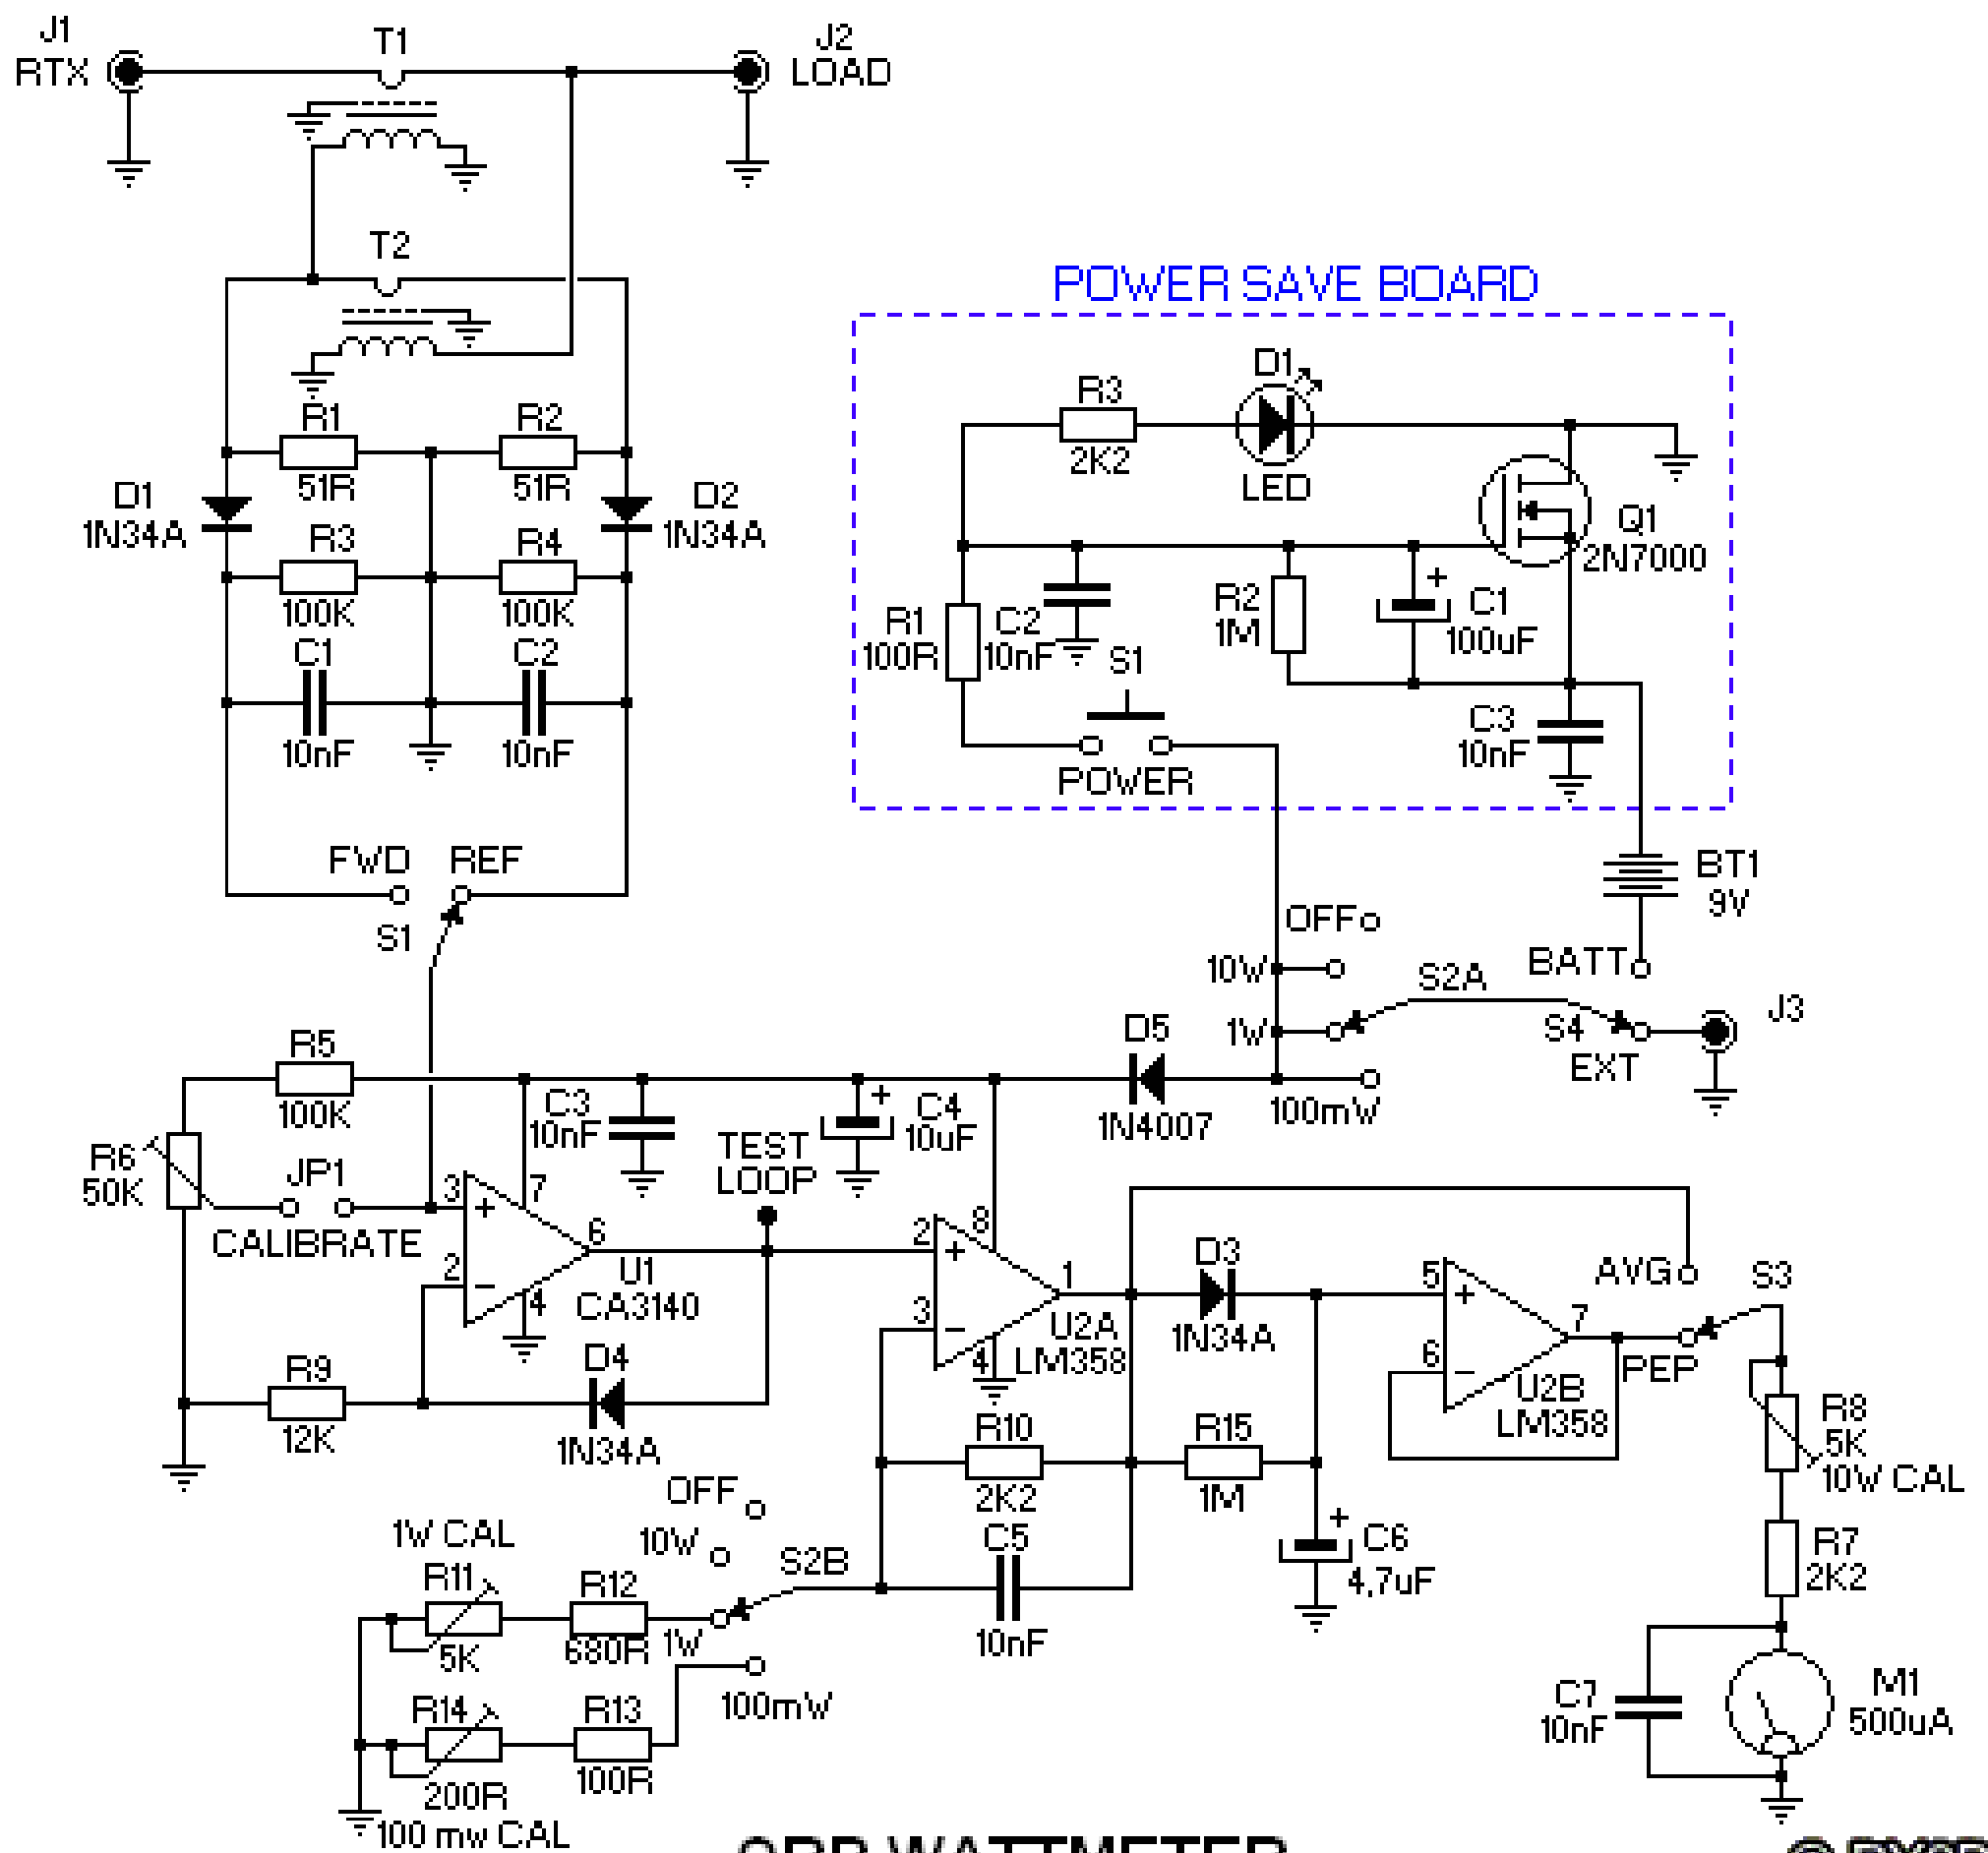 J1
RTX
T1
J2
LOAD
T2
POWER SAVE BOARD
R1
51R
R2
51R
D1
1N34A
D2
1N34A
R3
100K
R4
100K
C1
10nF
C2
10nF
FWD
REF
S1
R3
2K2
D1
LED
Q1
2N7000
R1
100R
C2
10nF
R2
1M
+
C1
100uF
S1
POWER
C3
10nF
BT1
9V
OFF
10W
1W
100mW
S2A
BATT
S4
EXT
J3
D5
1N4007
R5
100K
R6
50K
JP1
CALIBRATE
C3
10nF
+
C4
10uF
TEST
LOOP
3
+
7
2
-
4
6
U1
CA3140
R9
12K
D4
1N34A
2
+
8
3
-
4
1
U2A
LM358
D3
1N34A
5
+
6
-
7
U2B
LM358
AVG
S3
PEP
R8
5K
10W CAL
R10
2K2
R15
1M
C5
10nF
+
C6
4,7uF
R7
2K2
OFF
10W
S2B
1W
100mW
1W CAL
R11
5K
R12
680R
R14
200R
100 mw CAL
R13
100R
C7
10nF
M1
500uA
QRP WATTMETER